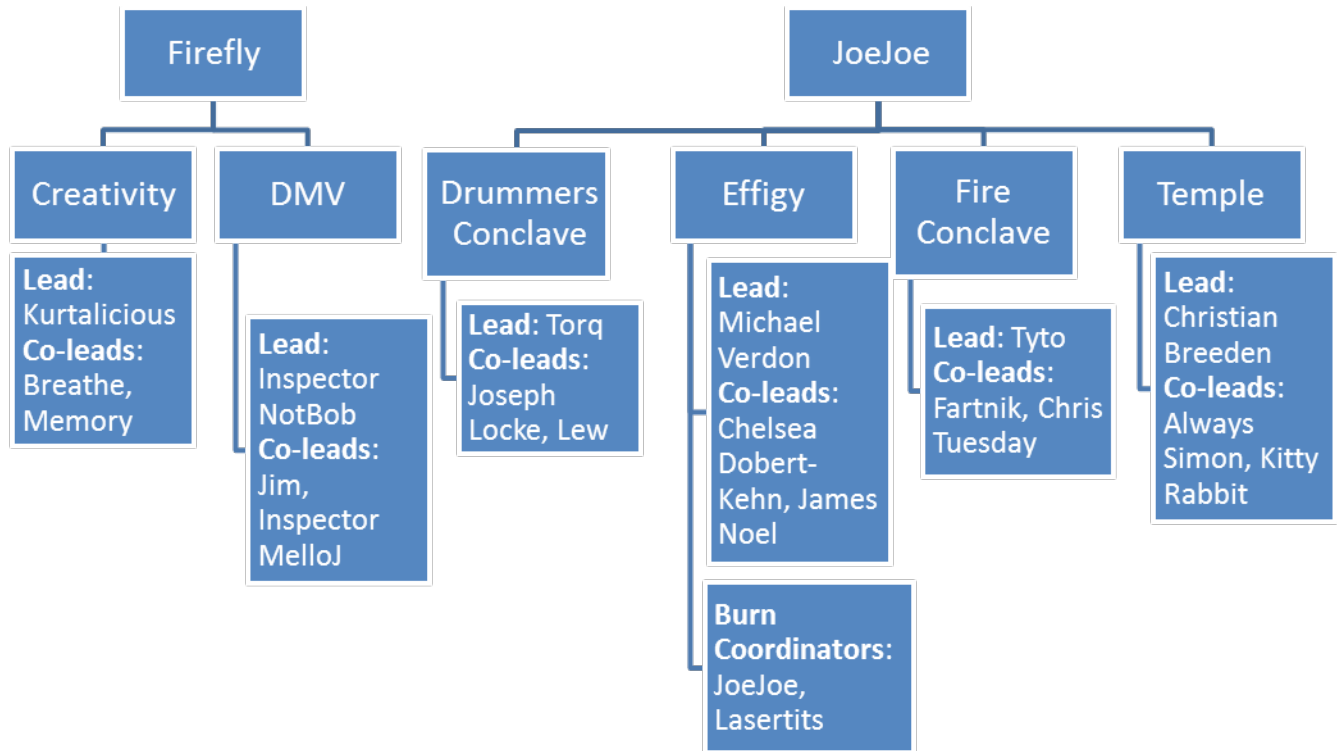 Firefly
JoeJoe
Creativity
DMV
Drummers
Conclave
Effigy
Fire
Conclave
Temple
Lead:
Kurtalicious
Co-leads:
Breathe,
Memory
Lead:
Inspector
NotBob
Co-leads:
Jim,
Inspector
MelloJ
Lead: Torq
Co-leads:
Joseph
Locke, Lew
Lead:
Michael
Verdon
Co-leads:
Chelsea
Dobert-
Kehn, James
Noel
Burn
Coordinators:
JoeJoe,
Lasertits
Lead: Tyto
Co-leads:
Fartnik, Chris
Tuesday
Lead:
Christian
Breeden
Co-leads:
Always
Simon, Kitty
Rabbit